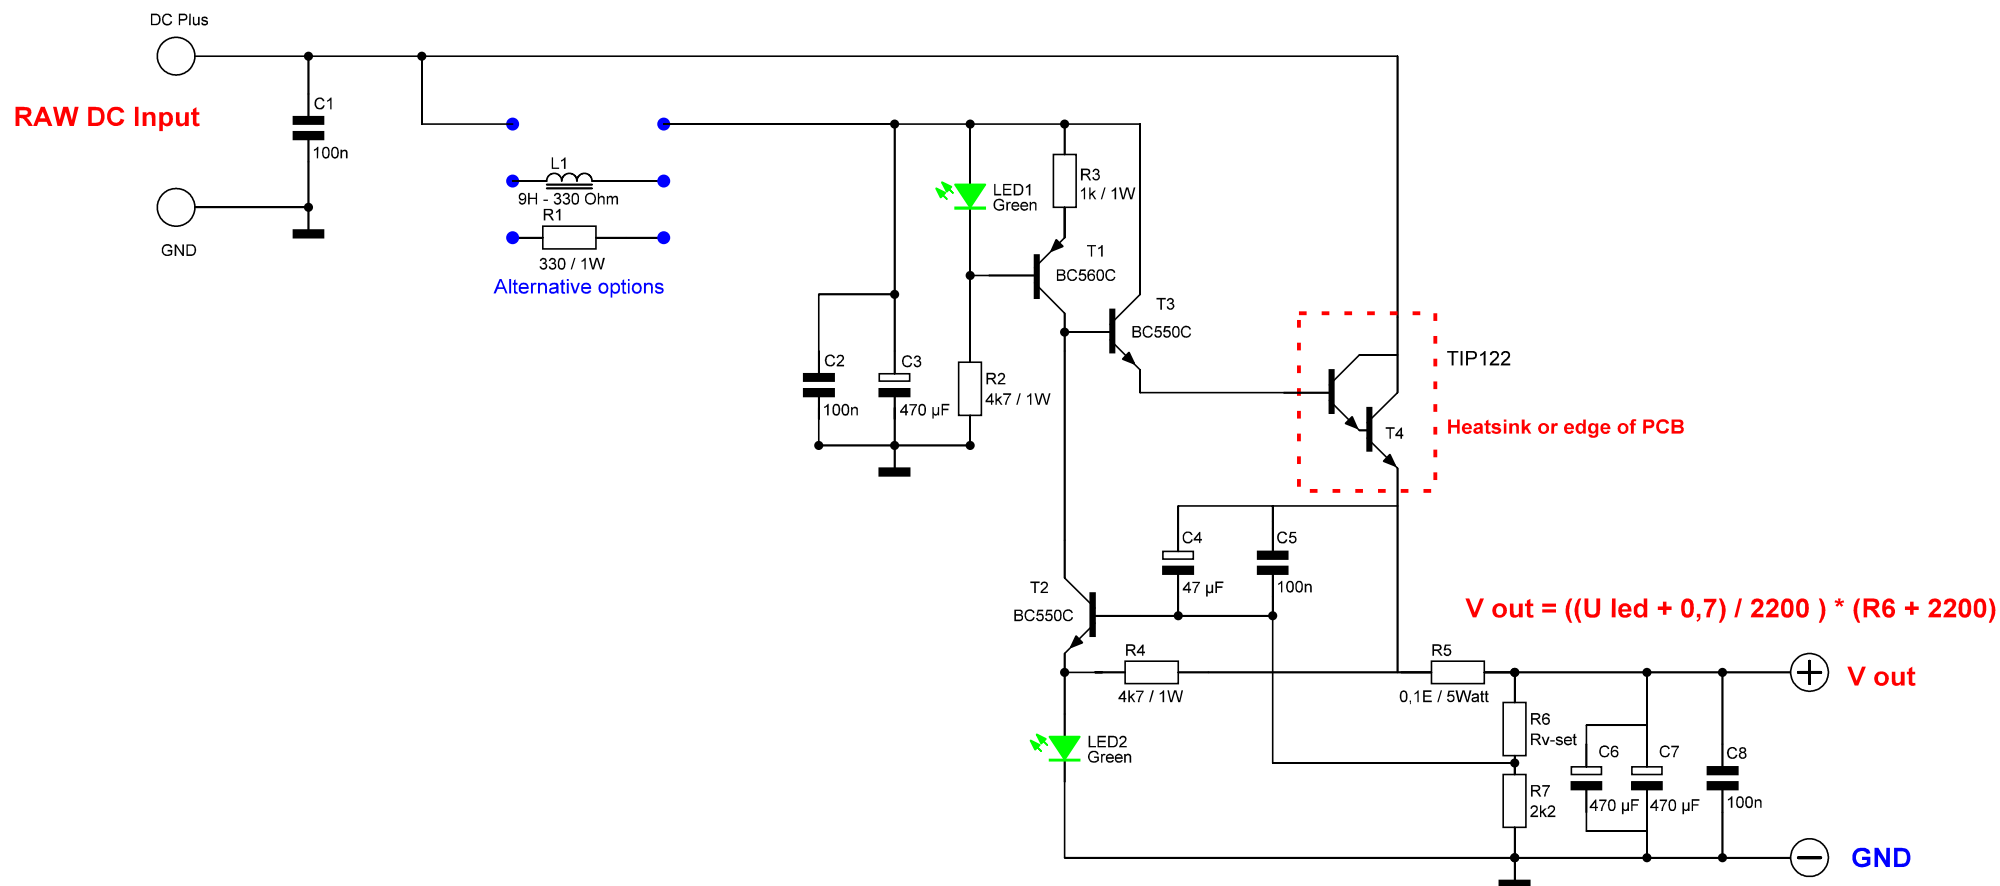 DC Plus
RAW DC Input
C1
100n
GND
L1
9H - 330 Ohm
R1
330 / 1W
Alternative options
LED1
Green
R3
1k / 1W
T1
BC560C
T3
BC550C
C2
100n
C3
470 µF
R2
4k7 / 1W
TIP122
T4
Heatsink or edge of PCB
C4
47 µF
C5
100n
T2
BC550C
V out = ((U led + 0,7) / 2200 ) * (R6 + 2200)
R4
4k7 / 1W
R5
0,1E / 5Watt
V out
LED2
Green
R6
Rv-set
C6
470 µF
C7
470 µF
C8
100n
R7
2k2
GND